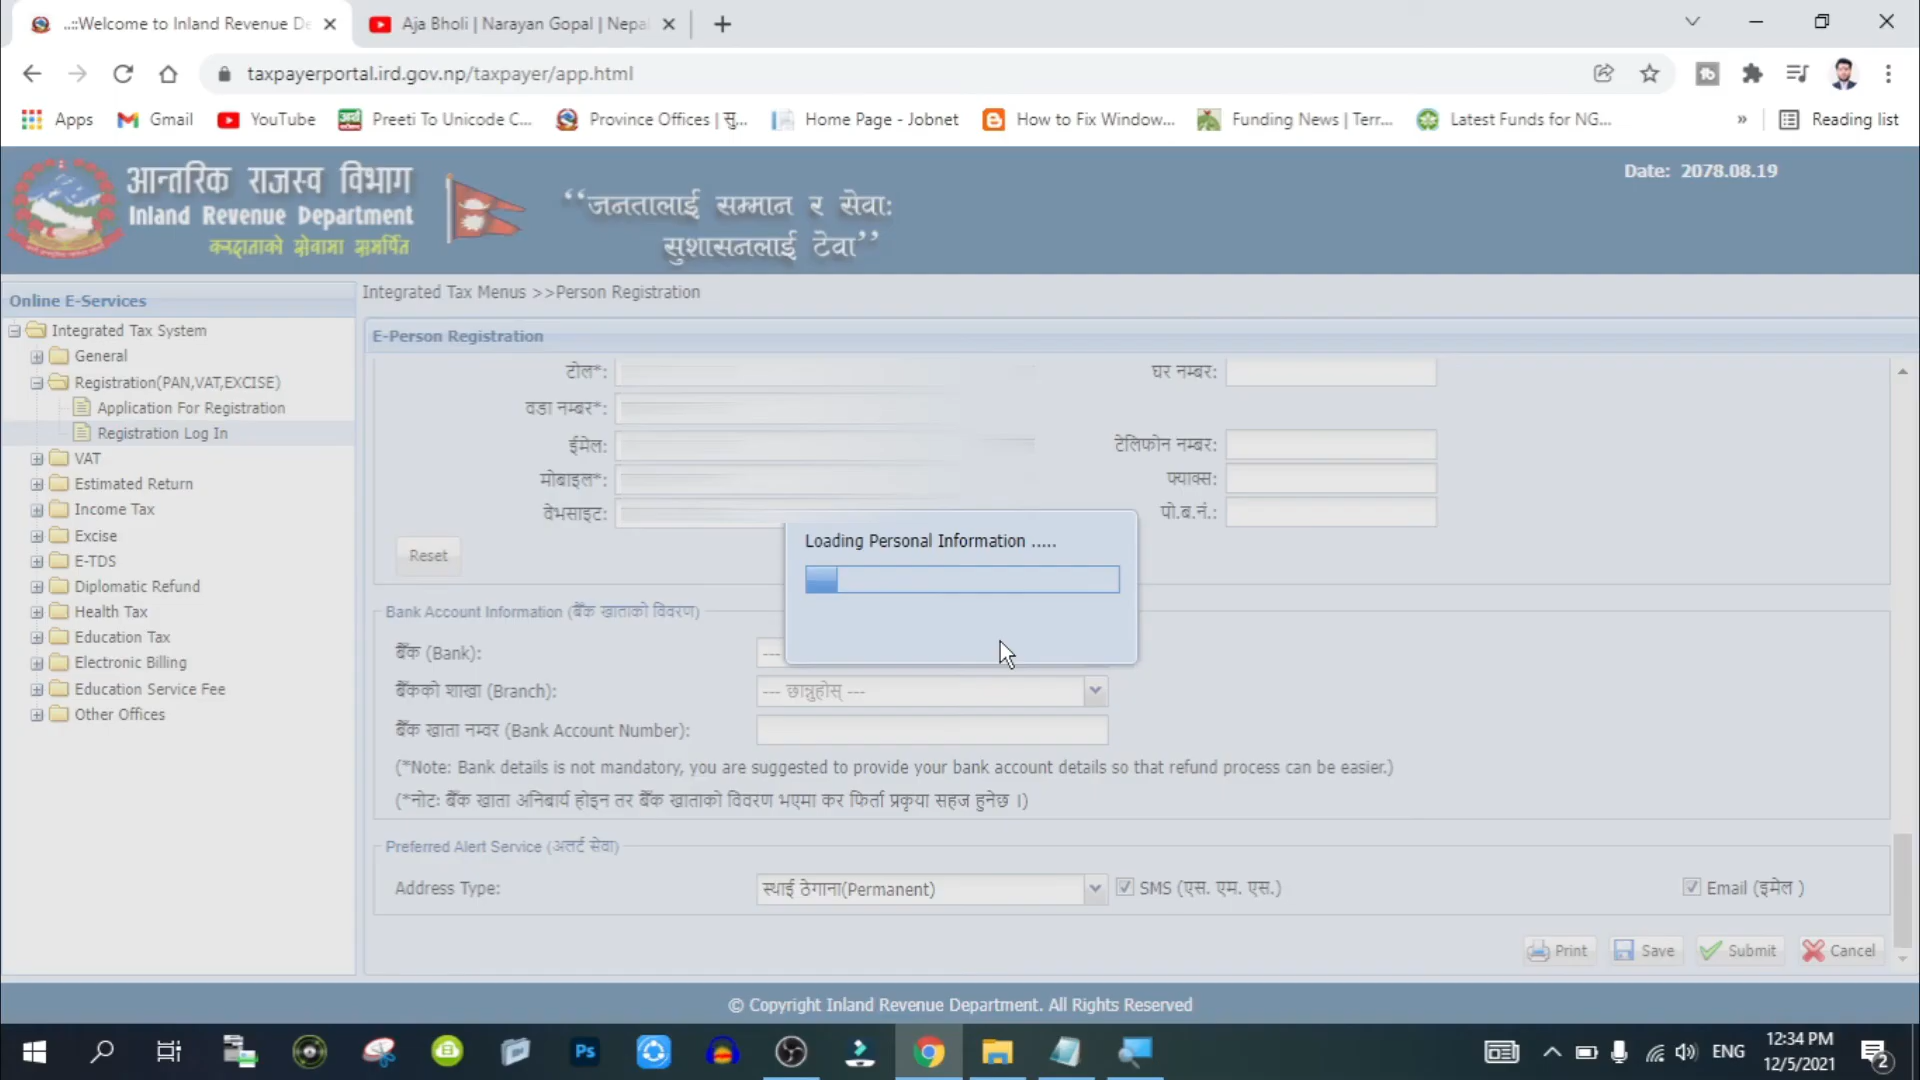 ..::Welcome to Inland Revenue De
Aja Bholi | Narayan Gopal | Nepal
taxpayerportal.ird.gov.np/taxpayer/app.html
Apps
Gmail
YouTube
Preeti To Unicode C...
Province Offices | सु...
Home Page - Jobnet
How to Fix Window...
Funding News | Terr...
Latest Funds for NG...
»
Reading list
आन्तरिक राजस्व विभाग
Inland Revenue Department
करदाताको सेवामा समर्पित
“जनतालाई सम्मान र सेवा:
सुशासनलाई टेवा”
Date: 2078.08.19
Online E-Services
Integrated Tax System
General
Registration(PAN,VAT,EXCISE)
Application For Registration
Registration Log In
VAT
Estimated Return
Income Tax
Excise
E-TDS
Diplomatic Refund
Health Tax
Education Tax
Electronic Billing
Education Service Fee
Other Offices
Integrated Tax Menus >>Person Registration
E-Person Registration
टोल*:
घर नम्बर:
वडा नम्बर*:
ईमेल:
टेलिफोन नम्बर:
मोबाइल*:
फ्याक्स:
वेभसाइट:
पो.ब.नं.:
Reset
Loading Personal Information .....
Bank Account Information (बैँक खाताको विवरण)
बैँक (Bank):
---
बैँकको शाखा (Branch):
--- छान्नुहोस् ---
बैँक खाता नम्वर (Bank Account Number):
(*Note: Bank details is not mandatory, you are suggested to provide your bank account details so that refund process can be easier.)
(*नोटः बैँक खाता अनिबार्य होइन तर बैँक खाताको विवरण भएमा कर फिर्ता प्रकृया सहज हुनेछ ।)
Preferred Alert Service (अलर्ट सेवा)
Address Type:
स्थाई ठेगाना(Permanent)
SMS (एस. एम. एस.)
Email (इमेल )
Print
Save
Submit
Cancel
© Copyright Inland Revenue Department. All Rights Reserved
Ps
ENG
12:34 PM
12/5/2021
2